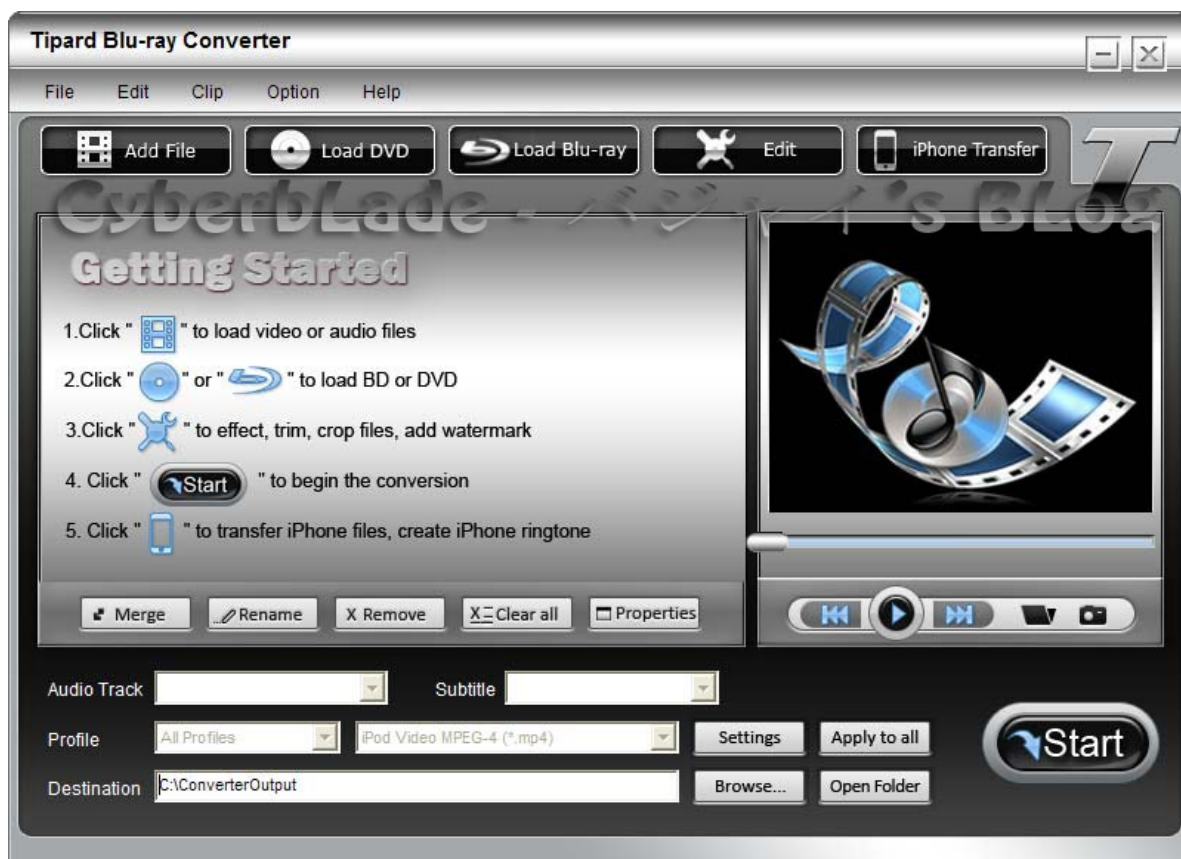 Tipard Blu-ray Converter
File Edit Clip Option Help
Add File Load DVD Load Blu-ray Edit iPhone Transfer
CyberbLade - バジャイ's BLog
Getting Started
1.Click " " to load video or audio files
2.Click " " or " " to load BD or DVD
3.Click " " to effect, trim, crop files, add watermark
4. Click " Start " to begin the conversion
5. Click " " to transfer iPhone files, create iPhone ringtone
Merge Rename X Remove X Clear all Properties
Audio Track Subtitle
Profile All Profiles iPod Video MPEG-4 (*.mp4) Settings Apply to all
Start
Destination C:\ConverterOutput Browse... Open Folder